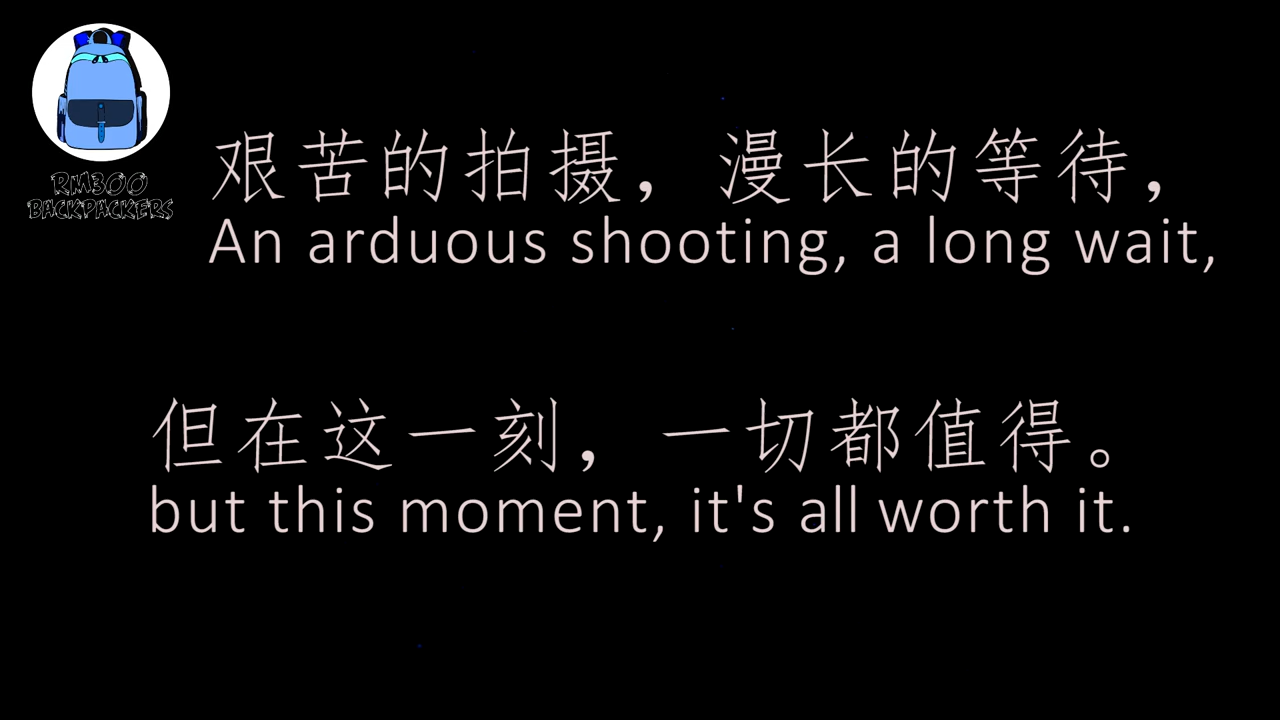 RM300
BACKPACKERS
艰苦的拍摄，漫长的等待，
An arduous shooting, a long wait,
但在这一刻，一切都值得。
but this moment, it's all worth it.